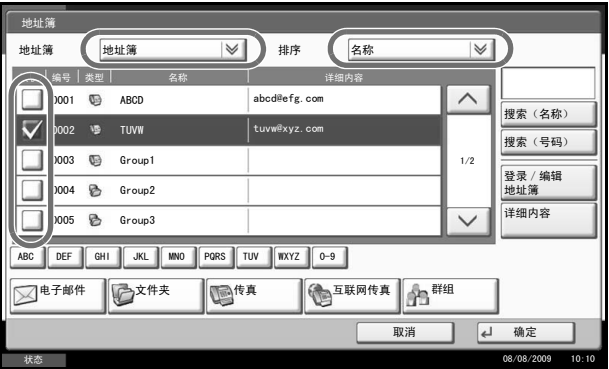 地址簿
地址簿 地址簿 排序 名称
编号 类型 名称 详细内容
0001 ABCD abcd@efg.com
0002 TUVW tuvw@xyz.com
0003 Group1
0004 Group2
0005 Group3
1/2
搜索（名称）
搜索（号码）
登录 / 编辑
地址簿
详细内容
ABC DEF GHI JKL MNO PQRS TUV WXYZ 0-9
电子邮件 文件夹 传真 互联网传真 群组
取消 确定
状态 08/08/2009 10:10